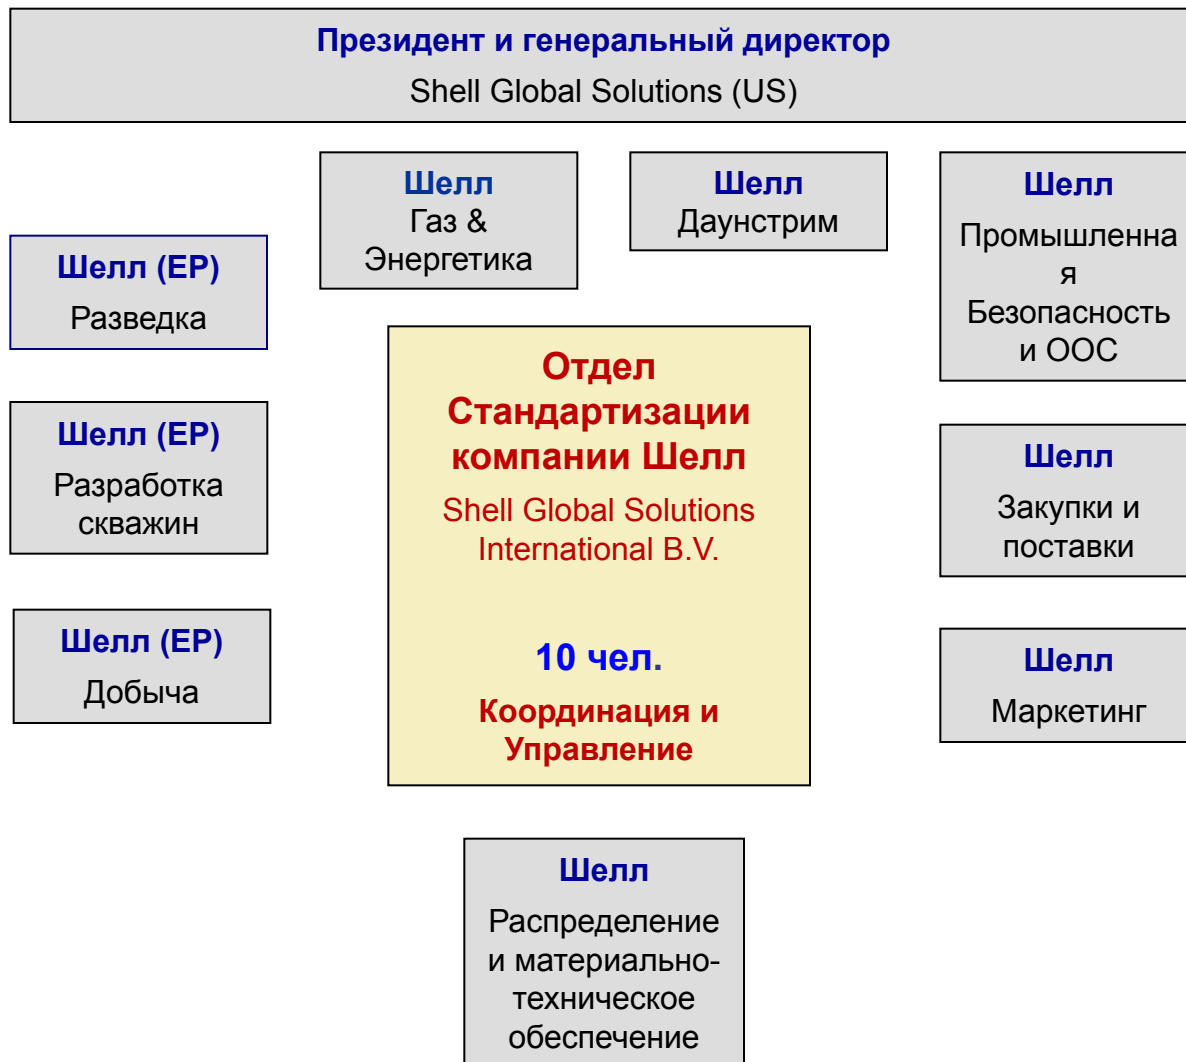 Президент и генеральный директор
Shell Global Solutions (US)
Шелл
Газ &
Энергетика
Шелл
Даунстрим
Шелл
Промышленна
я
Безопасность
и ООС
Шелл (EP)
Разведка
Шелл (EP)
Разработка
скважин
Шелл (EP)
Добыча
Отдел
Стандартизации
компании Шелл
Shell Global Solutions
International B.V.
10 чел.
Координация и
Управление
Шелл
Закупки и
поставки
Шелл
Маркетинг
Шелл
Распределение
и материально-
техническое
обеспечение